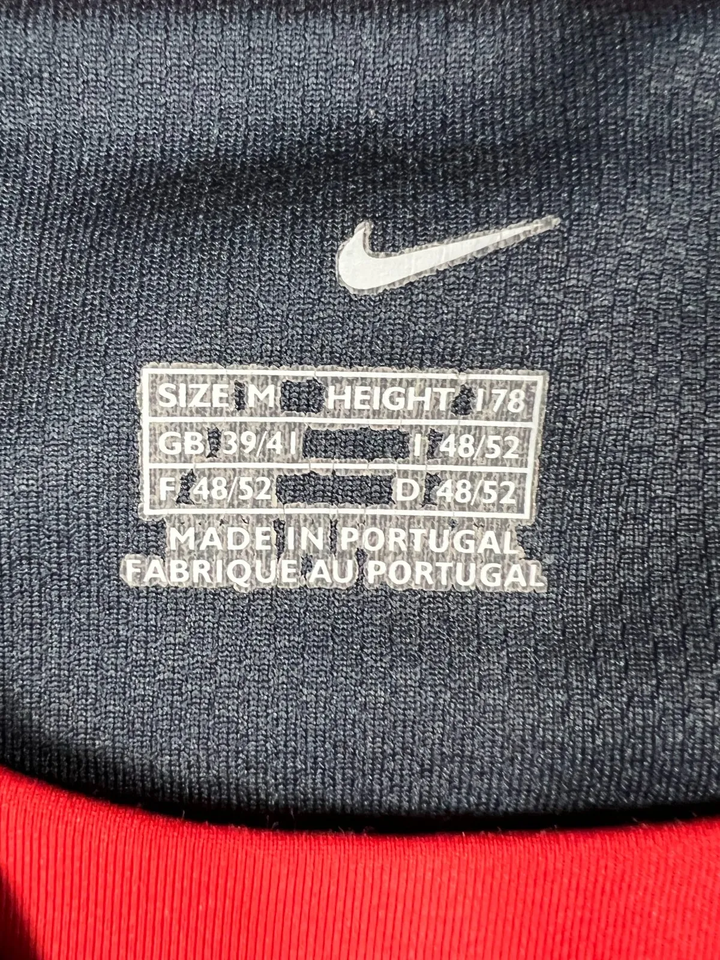 SIZE M HEIGHT 178
GB 39/41 I 48/52
F 48/52 D 48/52
MADE IN PORTUGAL
FABRIQUE AU PORTUGAL